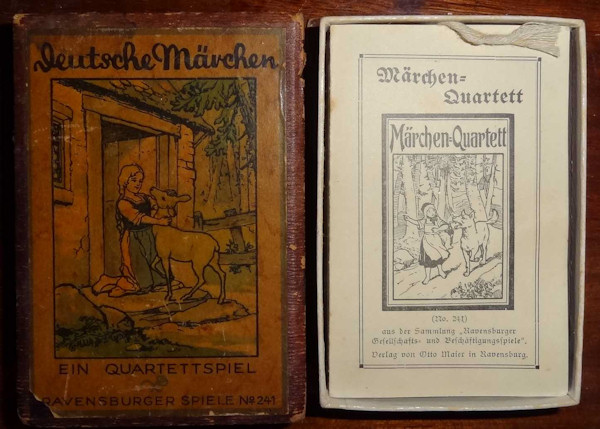 Deutsche Märchen
EIN QUARTETTSPIEL
RAVENSBURGER SPIELE No 241
Märchen=
Quartett
Märchen=Quartett
(No. 241)
aus der Sammlung „Ravensburger
Gesellschafts- und Beschäftigungsspiele".
Verlag von Otto Maier in Ravensburg.